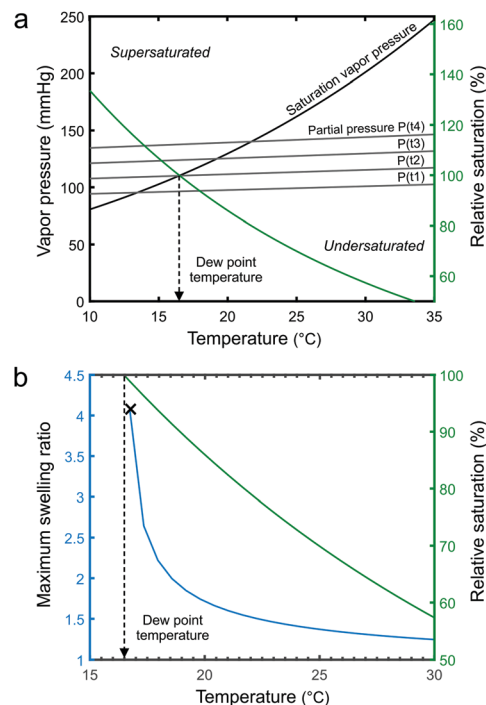 a
Supersaturated
Saturation vapor pressure
Partial pressure P(t4)
P(t3)
P(t2)
P(t1)
Undersaturated
Dew point
temperature
250
200
150
100
50
0
Vapor pressure (mmHg)
160
140
120
100
80
60
Relative saturation (%)
10
15
20
25
30
35
Temperature (°C)
b
4.5
4
3.5
3
2.5
2
1.5
1
Maximum swelling ratio
Dew point
temperature
100
90
80
70
60
50
Relative saturation (%)
15
20
25
30
Temperature (°C)